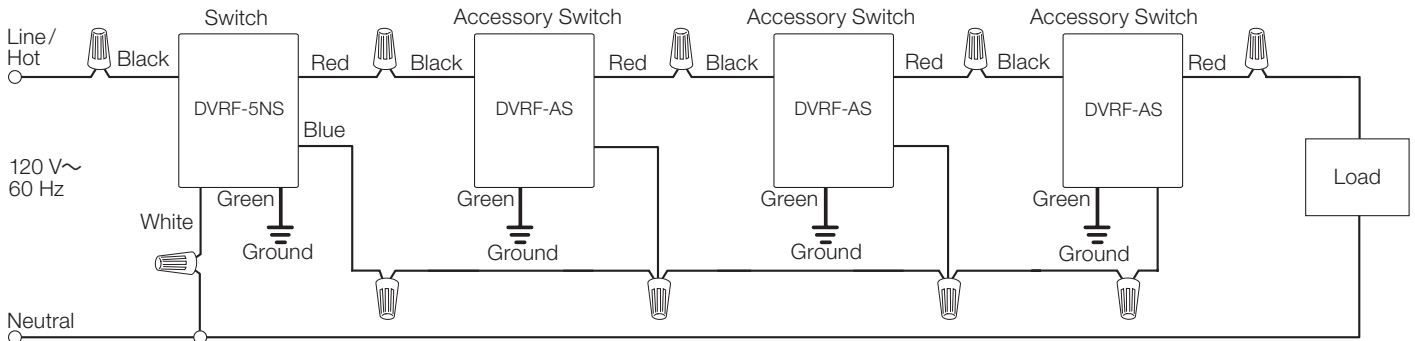 Switch
Accessory Switch
Accessory Switch
Accessory Switch
Line/
Hot
Black
Red
Black
Red
Black
Red
Black
Red
DVRF-5NS
DVRF-AS
DVRF-AS
DVRF-AS
Blue
120 V~
60 Hz
Load
Green
Green
Green
Green
White
Ground
Ground
Ground
Ground
Neutral